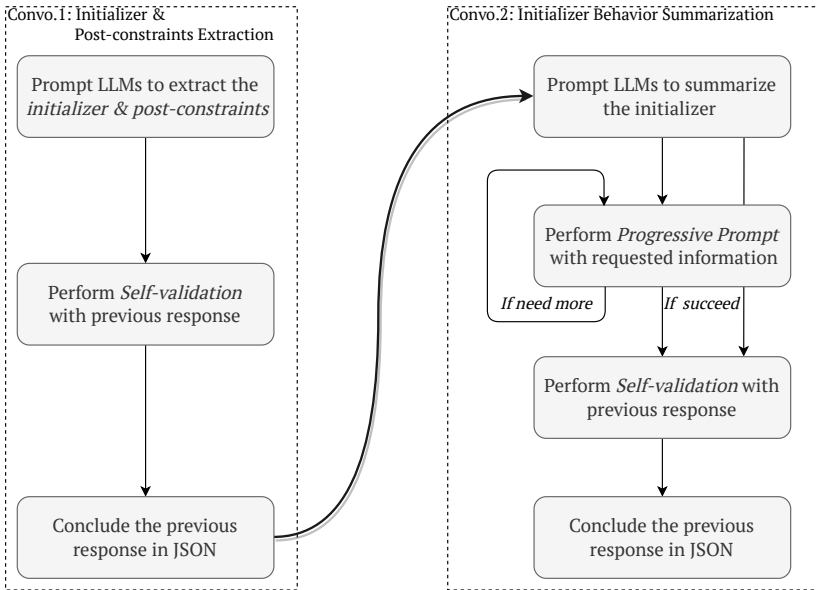 Convo.1: Initializer &
Post-constraints Extraction
Prompt LLMs to extract the
initializer & post-constraints
Perform Self-validation
with previous response
Conclude the previous
response in JSON
Convo.2: Initializer Behavior Summarization
Prompt LLMs to summarize
the initializer
Perform Progressive Prompt
with requested information
If need more
If succeed
Perform Self-validation with
previous response
Conclude the previous
response in JSON